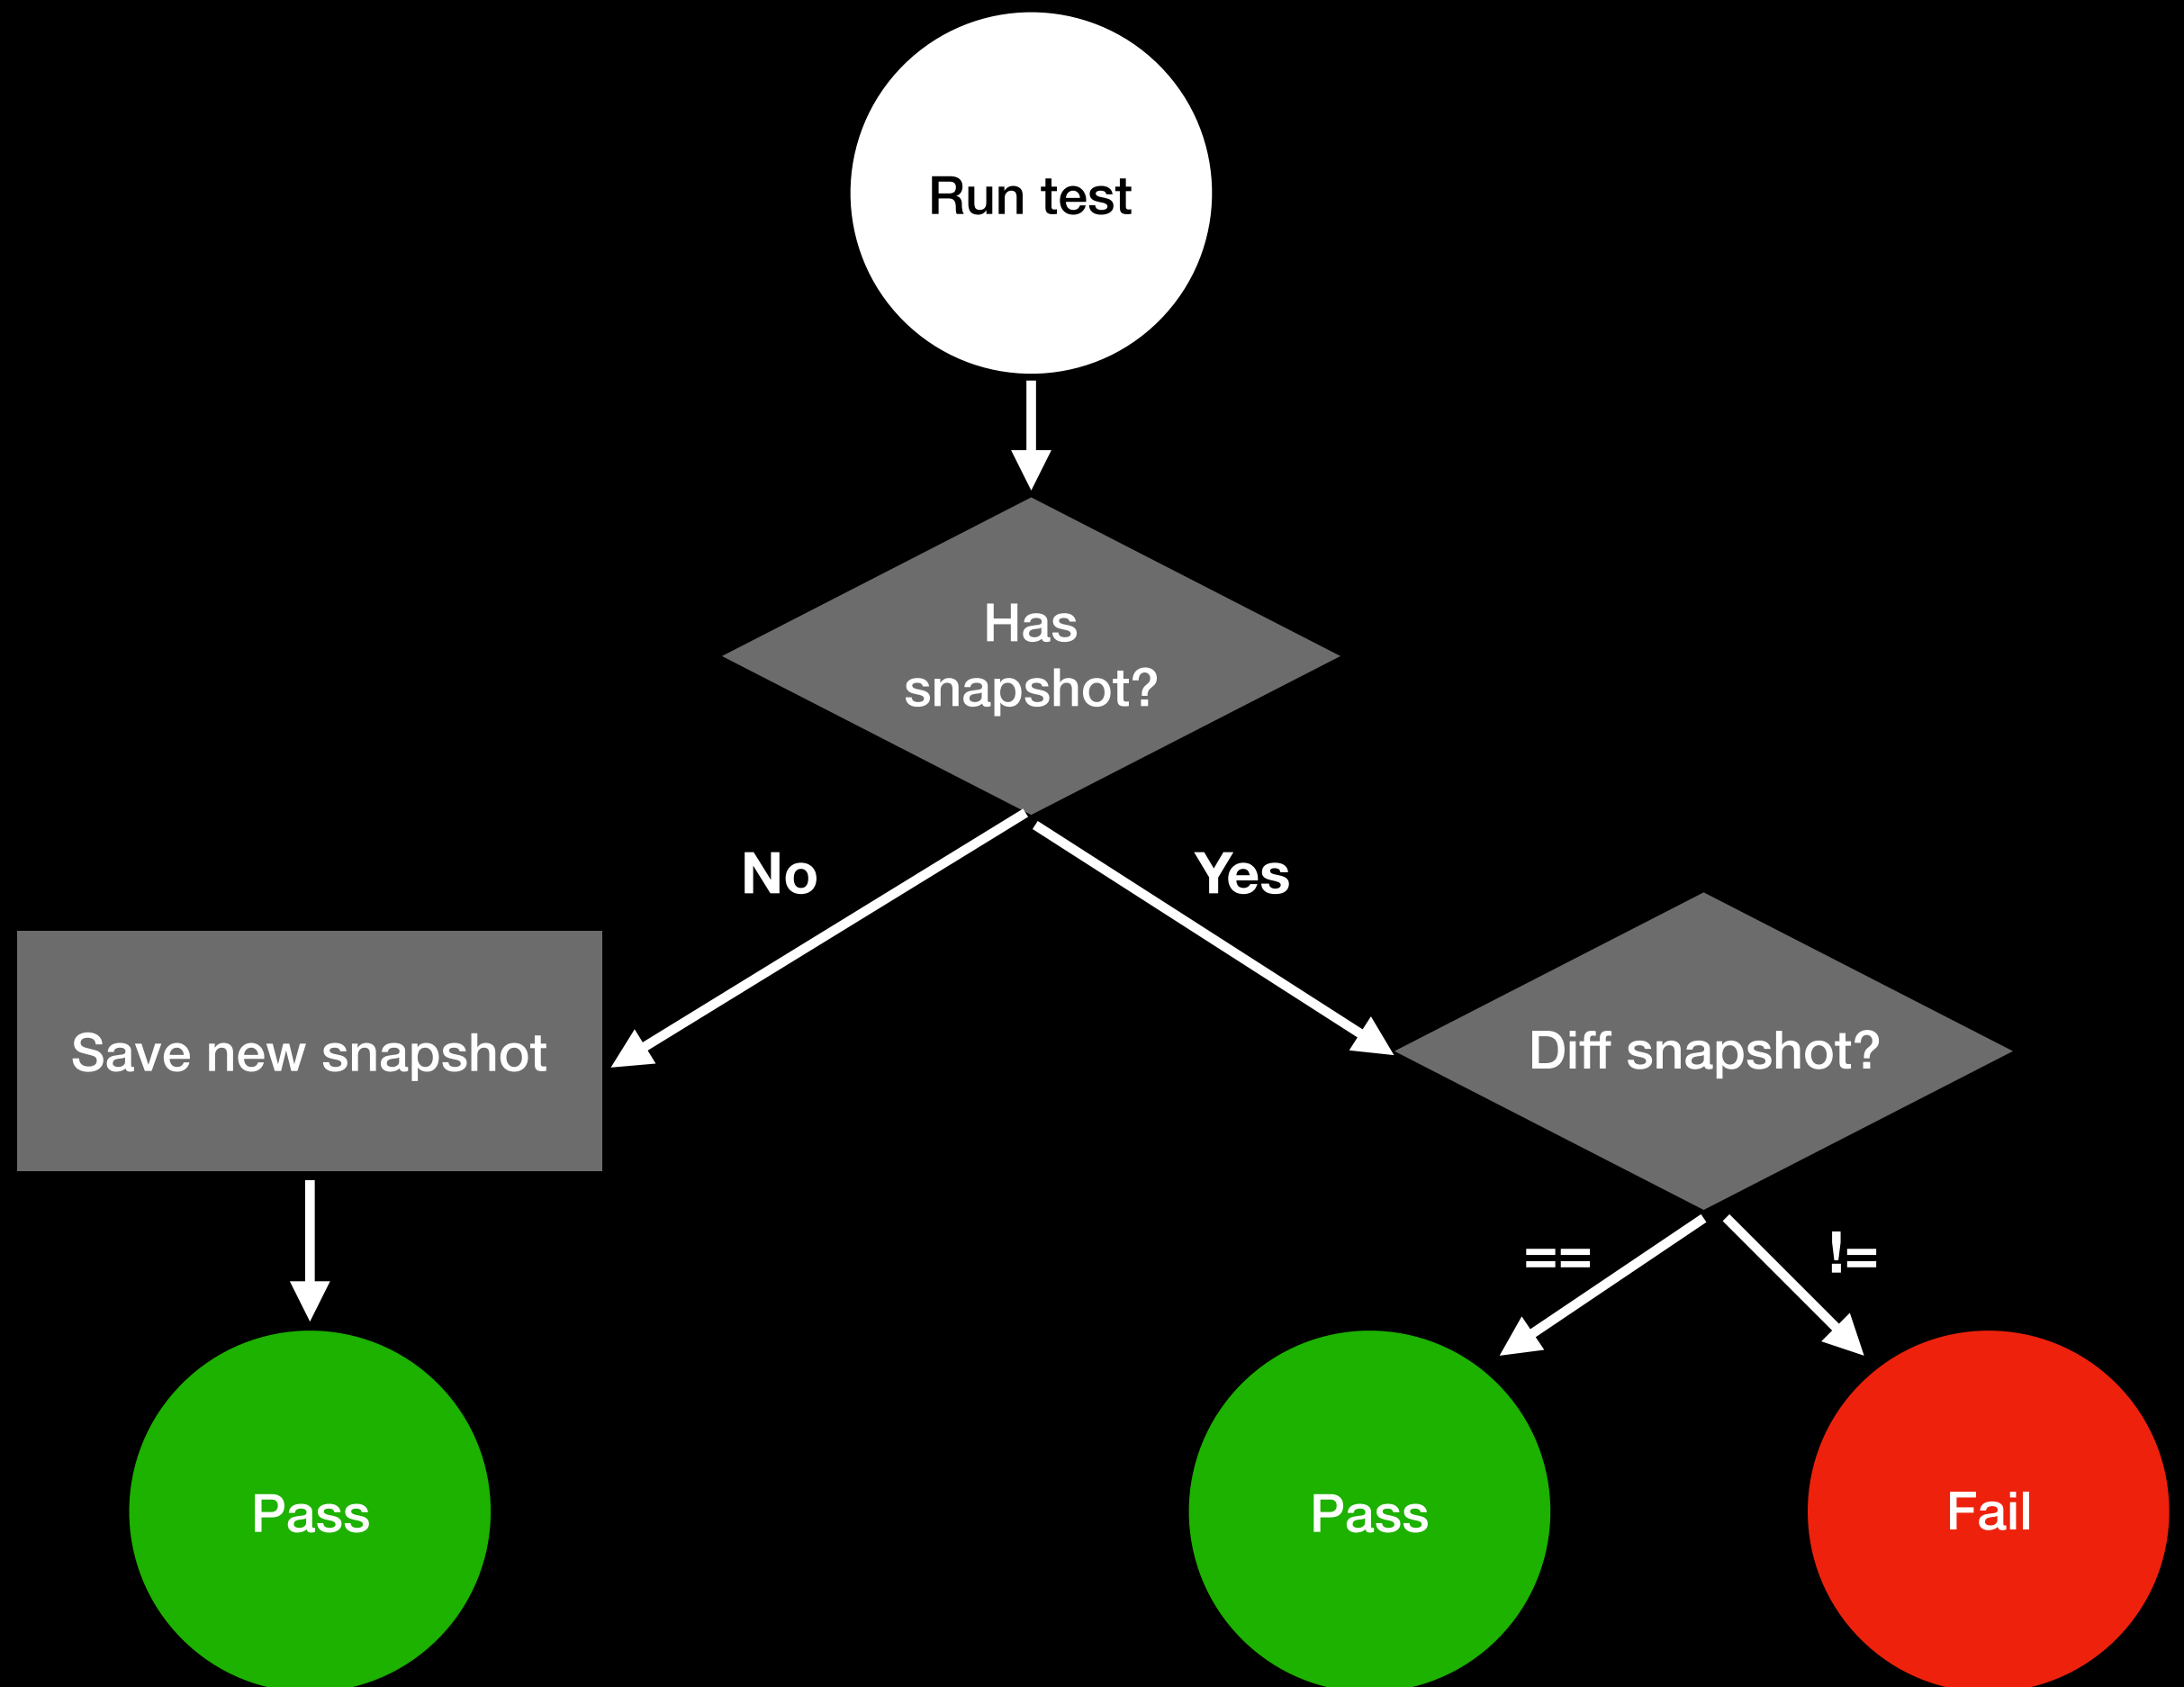 Run test
Has
snapshot?
No
Yes
Save new snapshot
Diff snapshot?
==
!=
Pass
Pass
Fail